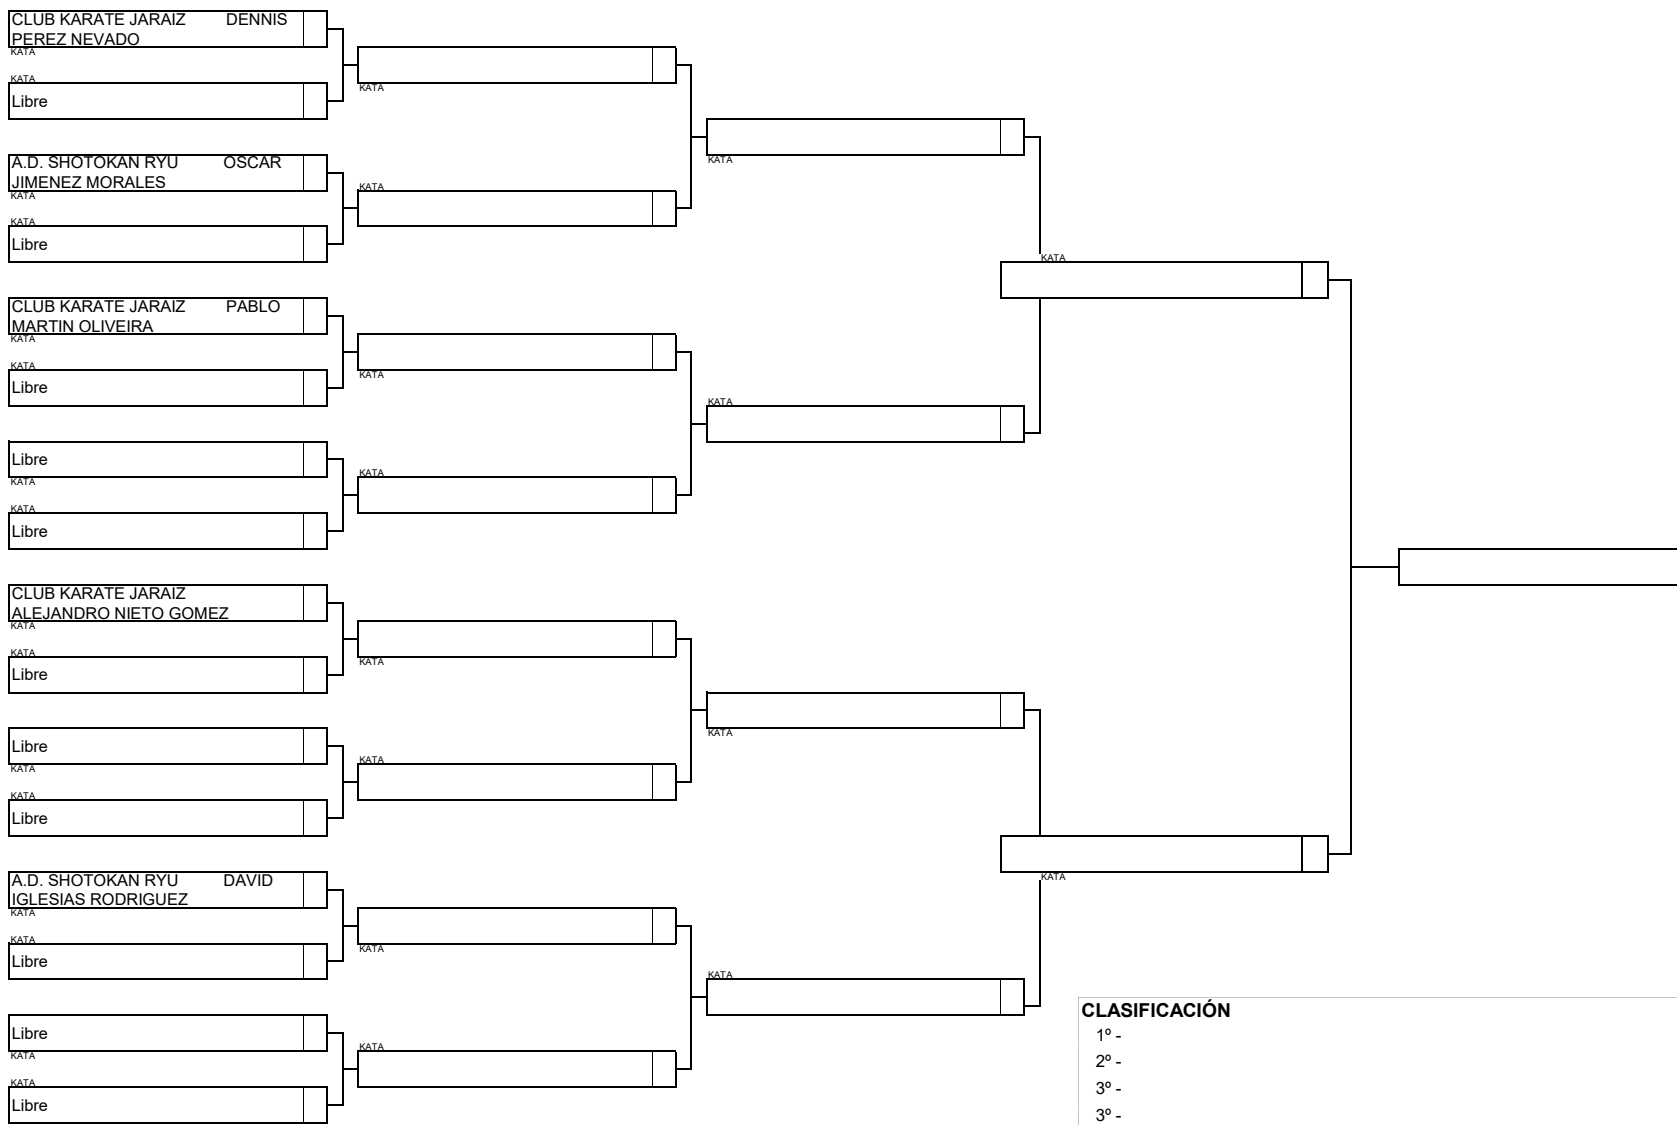 CLUB KARATE JARAIZ DENNIS
PEREZ NEVADO
KATA
KATA
Libre
A.D. SHOTOKAN RYU OSCAR
JIMENEZ MORALES
KATA
KATA
Libre
CLUB KARATE JARAIZ PABLO
MARTIN OLIVEIRA
KATA
KATA
Libre
Libre
KATA
KATA
Libre
CLUB KARATE JARAIZ
ALEJANDRO NIETO GOMEZ
KATA
KATA
Libre
Libre
KATA
KATA
Libre
A.D. SHOTOKAN RYU DAVID
IGLESIAS RODRIGUEZ
KATA
KATA
Libre
Libre
KATA
KATA
Libre
KATA
KATA
KATA
KATA
KATA
KATA
KATA
KATA
KATA
KATA
KATA
KATA
KATA
KATA
CLASIFICACIÓN
1º -
2º -
3º -
3º -